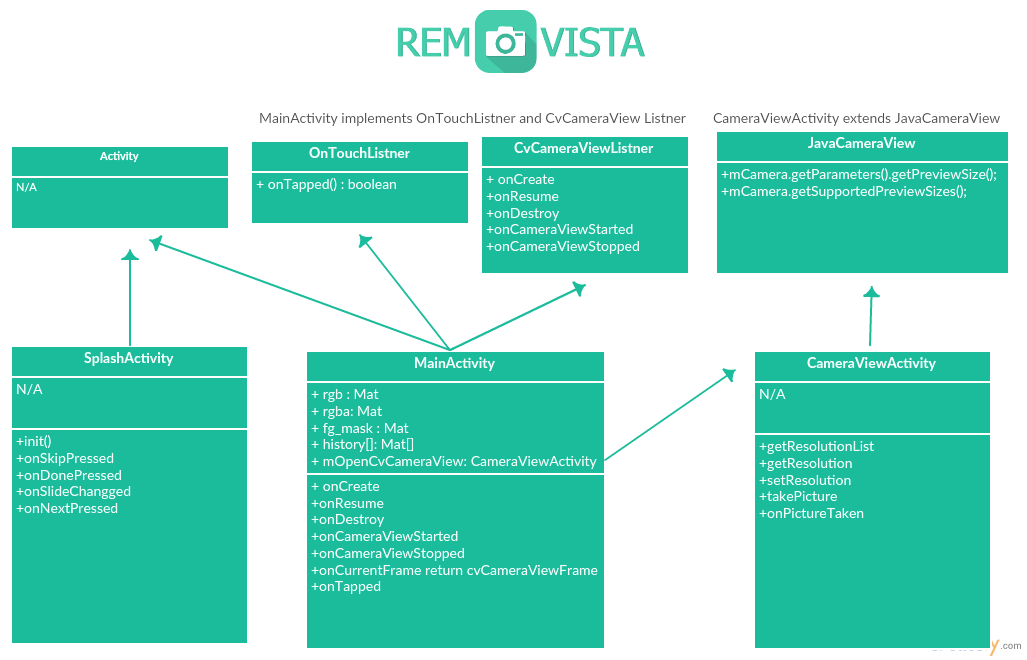 REM VISTA
MainActivity implements OnTouchListner and CvCameraView Listner
CameraViewActivity extends JavaCameraView
Activity
N/A
OnTouchListner
+ onTapped() : boolean
CvCameraViewListner
+ onCreate
+onResume
+onDestroy
+onCameraViewStarted
+onCameraViewStopped
JavaCameraView
+mCamera.getParameters().getPreviewSize();
+mCamera.getSupportedPreviewSizes();
SplashActivity
N/A
+init()
+onSkipPressed
+onDonePressed
+onSlideChangged
+onNextPressed
MainActivity
+ rgb : Mat
+ rgba: Mat
+ fg_mask : Mat
+ history[]: Mat[]
+ mOpenCvCameraView: CameraViewActivity
+ onCreate
+onResume
+onDestroy
+onCameraViewStarted
+onCameraViewStopped
+onCurrentFrame return cvCameraViewFrame
+onTapped
CameraViewActivity
N/A
+getResolutionList
+getResolution
+setResolution
+takePicture
+onPictureTaken
y.com